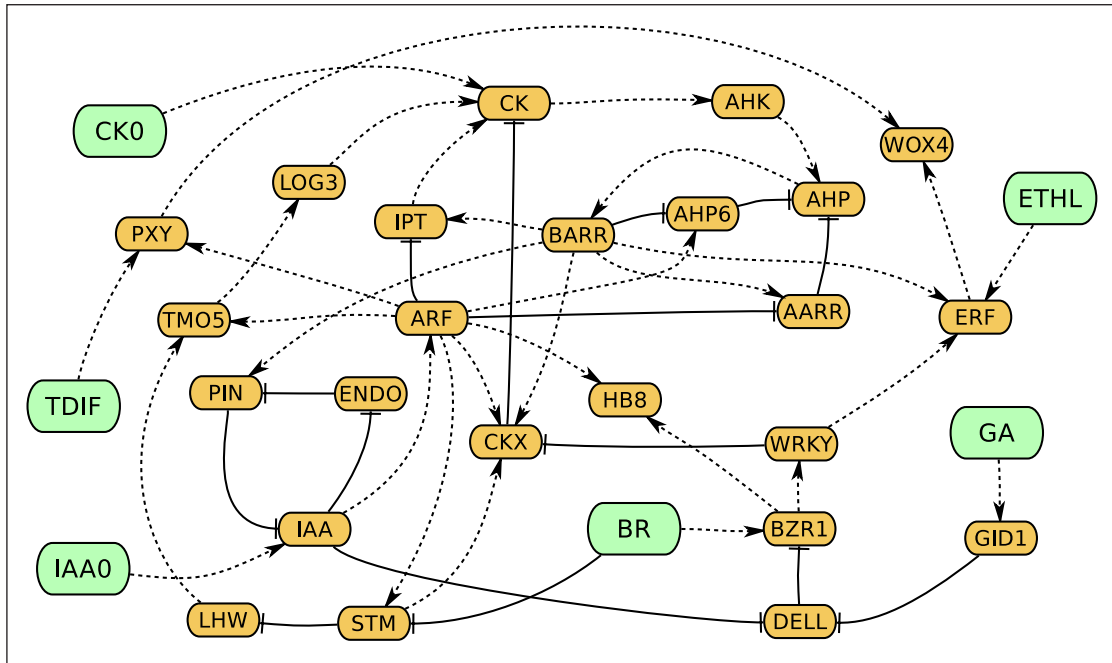 CK
AHK
CK0
WOX4
LOG3
AHP
ETHL
AHP6
IPT
PXY
BARR
AARR
ARF
TMO5
ERF
PIN
ENDO
HB8
TDIF
GA
CKX
WRKY
IAA
BR
BZR1
GID1
IAA0
LHW
STM
DELL